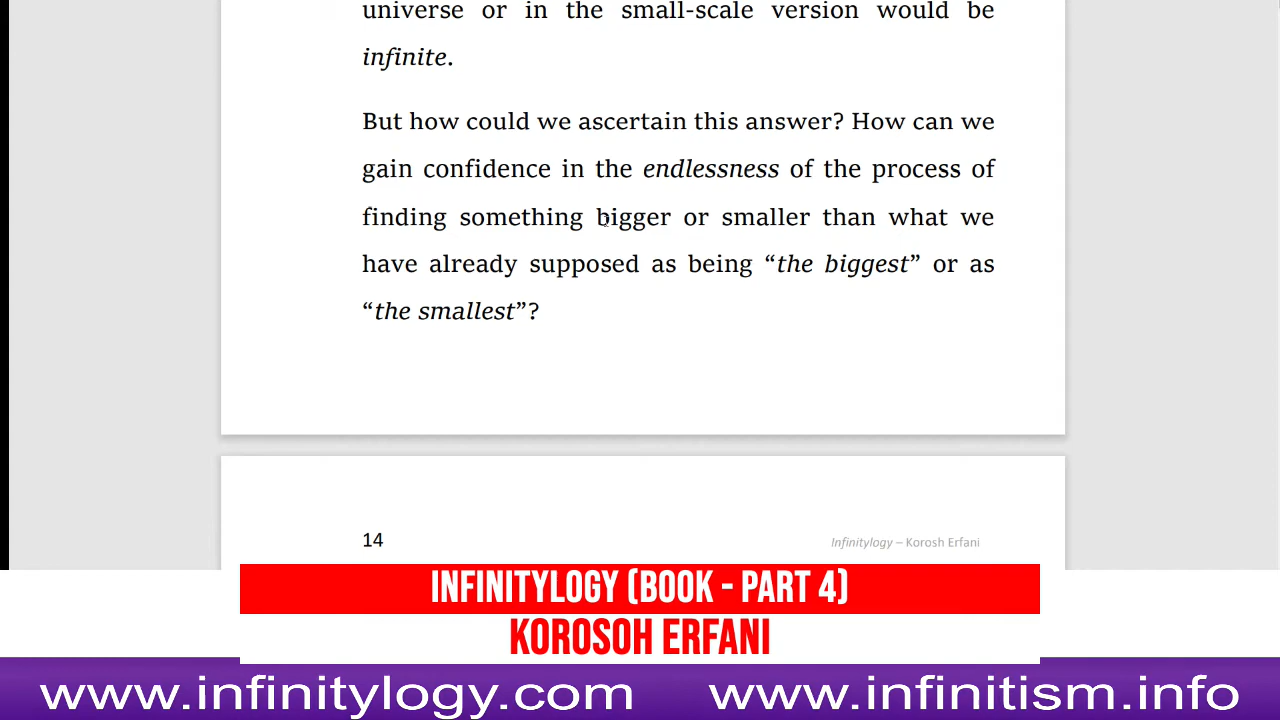 universe or in the small-scale version would be
infinite.
But how could we ascertain this answer? How can we
gain confidence in the endlessness of the process of
finding something bigger or smaller than what we
have already supposed as being “the biggest” or as
“the smallest”?
14
Infinitylogy – Korosh Erfani
INFINITYLOGY (BOOK - PART 4)
KOROSOH ERFANI
www.infinitylogy.com www.infinitism.info